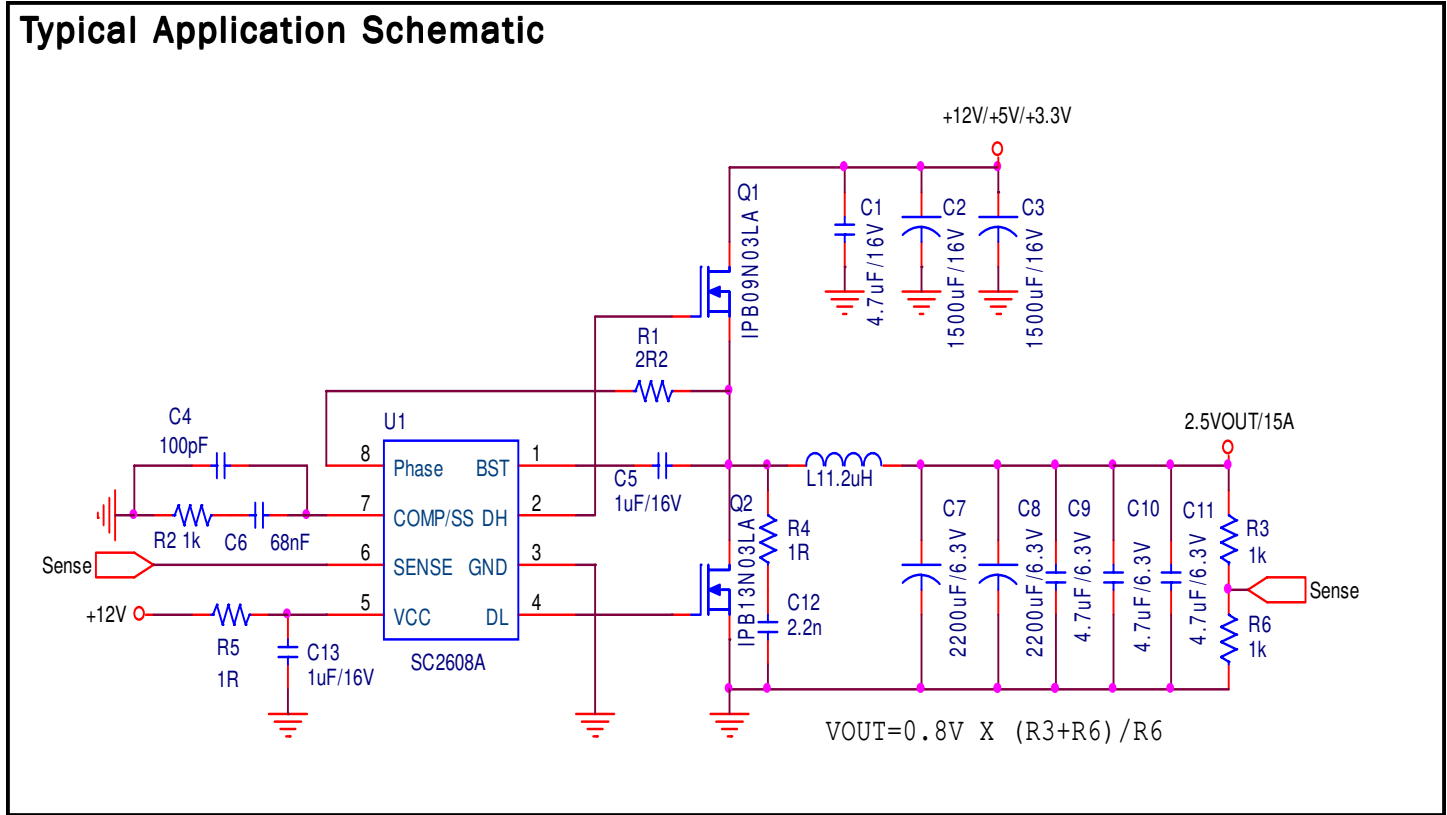 Typical Application Schematic
+12V/+5V/+3.3V
Q1
IPB09N03LA
C1
4.7uF/16V
C2
1500uF/16V
C3
1500uF/16V
R1
2R2
C4
100pF
U1
8
Phase
BST
1
7
COMP/SS
DH
2
6
SENSE
GND
3
5
VCC
DL
4
SC2608A
R2 1k
C6
68nF
Sense
+12V
R5
1R
C13
1uF/16V
C5
1uF/16V
Q2
IPB13N03LA
R4
1R
C12
2.2n
L11.2uH
2.5VOUT/15A
C7
2200uF/6.3V
C8
2200uF/6.3V
C9
4.7uF/6.3V
C10
4.7uF/6.3V
C11
4.7uF/6.3V
R3
1k
Sense
R6
1k
VOUT=0.8V X (R3+R6)/R6